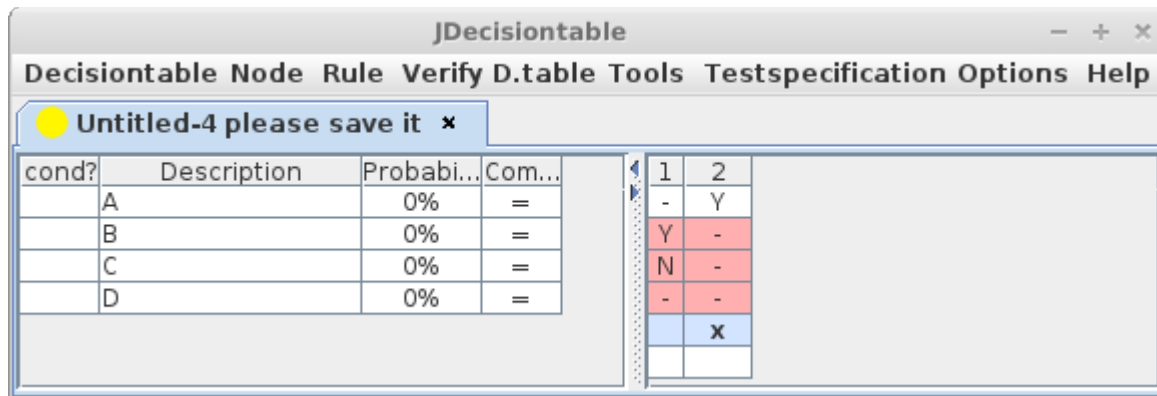 JDecisiontable
Decisiontable Node Rule Verify D.table Tools Testspecification Options Help
Untitled-4 please save it ×
cond? Description Probabi... Com... 1 2
A 0% = - Y
B 0% = Y -
C 0% = N -
D 0% = - -
x